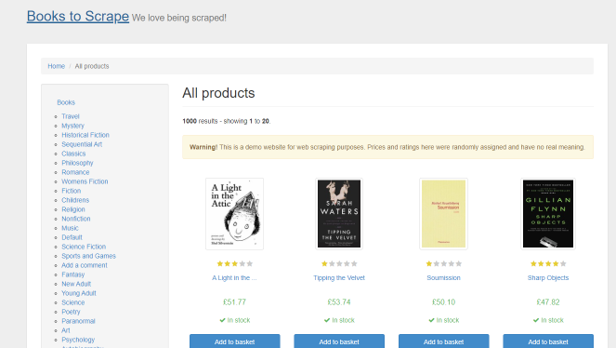 Books to Scrape We love being scraped!
Home / All products
Books
Travel
Mystery
Historical Fiction
Sequential Art
Classics
Philosophy
Romance
Womens Fiction
Fiction
Childrens
Religion
Nonfiction
Music
Default
Science Fiction
Sports and Games
Add a comment
Fantasy
New Adult
Young Adult
Science
Poetry
Paranormal
Art
Psychology
All products
1000 results - showing 1 to 20.
Warning! This is a demo website for web scraping purposes. Prices and ratings here were randomly assigned and have no real meaning.
A Light
in the
Attic
SARAH
WATERS
TIPPING
THE VELVET
Soumission
GILLIAN
FLYNN
SHARP
OBJECTS
A Light in the ...
Tipping the Velvet
Soumission
Sharp Objects
£51.77
£53.74
£50.10
£47.82
In stock
In stock
In stock
In stock
Add to basket
Add to basket
Add to basket
Add to basket